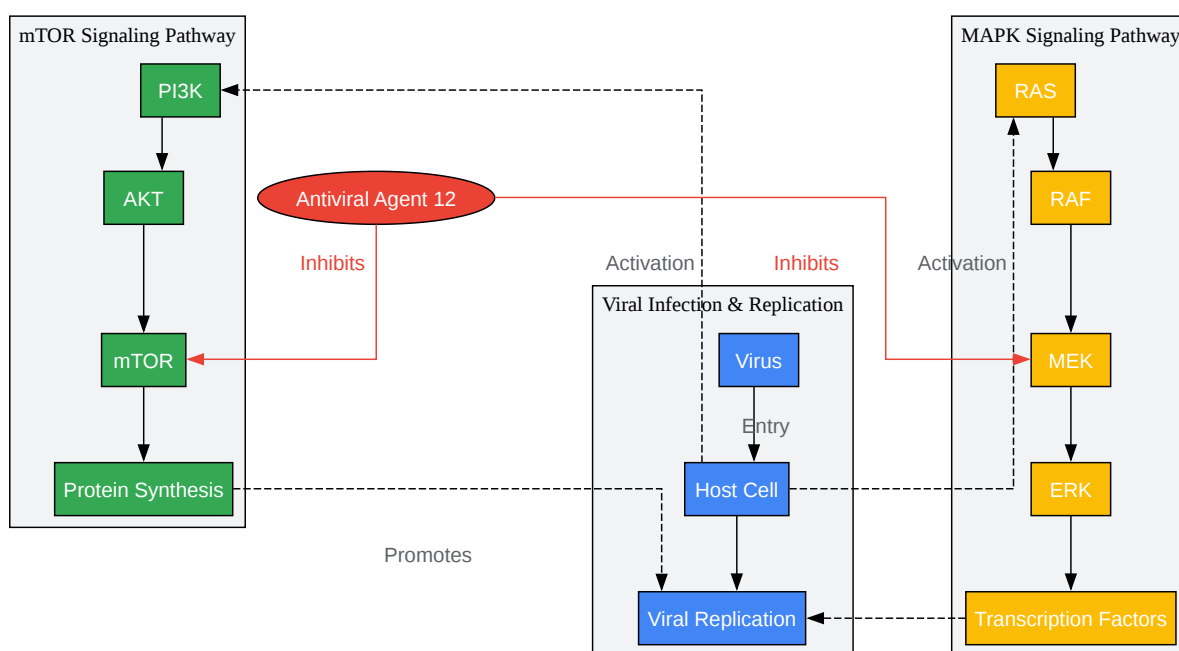 mTOR Signaling Pathway
MAPK Signaling Pathway
PI3K
RAS
AKT
Antiviral Agent 12
RAF
Inhibits
Activation
Inhibits
Activation
Viral Infection & Replication
mTOR
Virus
MEK
Entry
Protein Synthesis
Host Cell
ERK
Promotes
Viral Replication
Transcription Factors